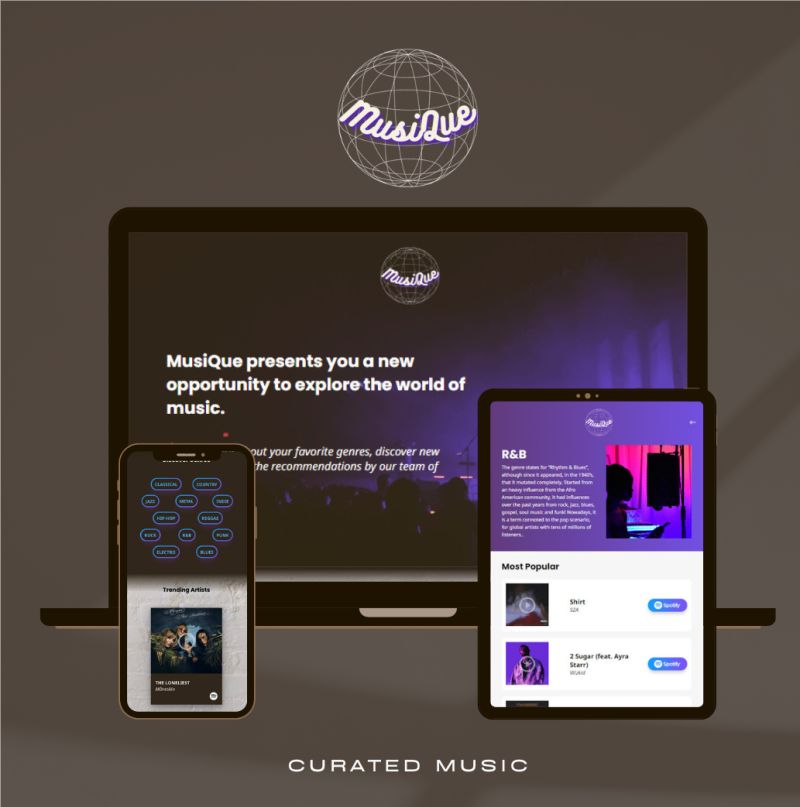 MusiQue
MusiQue
MusiQue presents you a new
opportunity to explore the world of
music.
out your favorite genres, discover new
the recommendations by our team of
CLASSICAL COUNTRY
JAZZ METAL INDIE
HIP-HOP REGGAE
ROCK R&B PUNK
ELECTRO BLUES
Trending Artists
THE LONELIEST
Måneskin
MusiQue
R&B
The genre states for "Rhythm & Blues",
although since it appeared, in the 1940's,
that it mutated completely. Started from
an heavy influence from the Afro
American community, it had influences
over the past years from rock, jazz, blues,
gospel, soul music and funk! Nowadays, it
is a term connoted to the pop scenario,
for global artists with tens of millions of
listeners..
Most Popular
Shirt
SZA
Spotify
2 Sugar (feat. Ayra
Starr)
Wizkid
Spotify
CURATED MUSIC